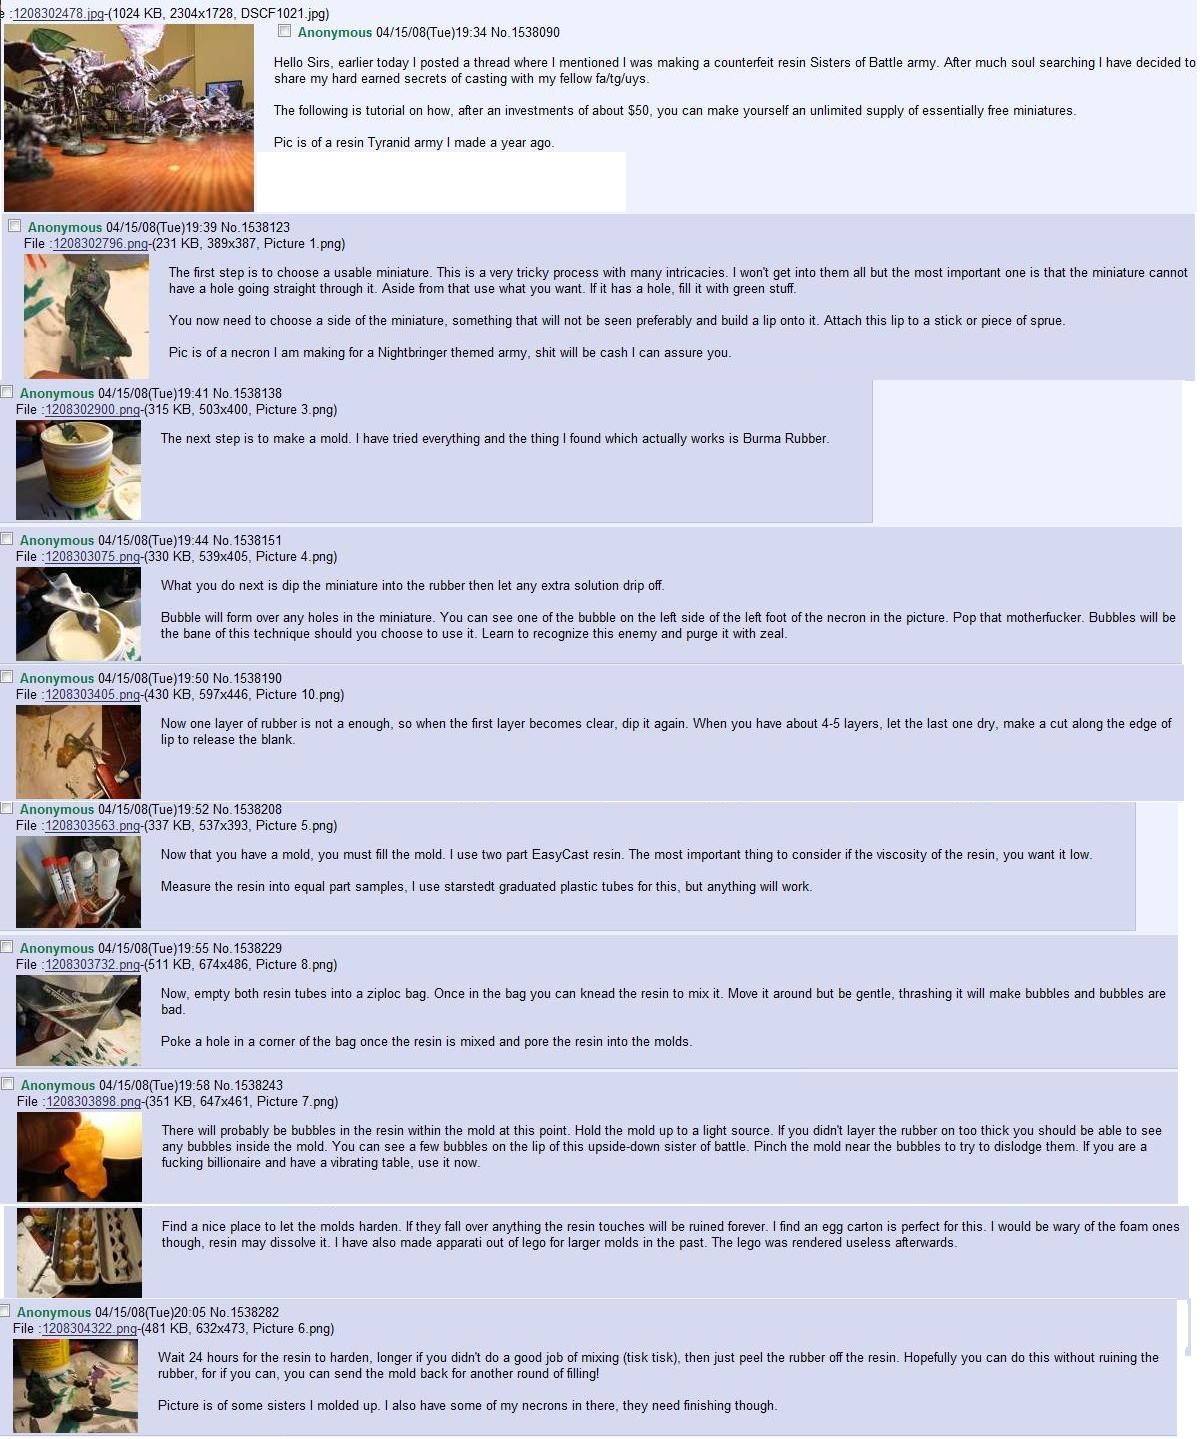 e :1208302478.jpg-(1024 KB, 2304x1728, DSCF1021.jpg)
Anonymous 04/15/08(Tue)19:34 No.1538090
Hello Sirs, earlier today I posted a thread where I mentioned I was making a counterfeit resin Sisters of Battle army. After much soul searching I have decided to
share my hard earned secrets of casting with my fellow fa/tg/uys.
The following is tutorial on how, after an investments of about $50, you can make yourself an unlimited supply of essentially free miniatures.
Pic is of a resin Tyranid army I made a year ago.
Anonymous 04/15/08(Tue)19:39 No.1538123
File :1208302796.png-(231 KB, 389x387, Picture 1.png)
The first step is to choose a usable miniature. This is a very tricky process with many intricacies. I won't get into them all but the most important one is that the miniature cannot
have a hole going straight through it. Aside from that use what you want. If it has a hole, fill it with green stuff.
You now need to choose a side of the miniature, something that will not be seen preferably and build a lip onto it. Attach this lip to a stick or piece of sprue.
Pic is of a necron I am making for a Nightbringer themed army, shit will be cash I can assure you.
Anonymous 04/15/08(Tue)19:41 No.1538138
File :1208302900.png-(315 KB, 503x400, Picture 3.png)
The next step is to make a mold. I have tried everything and the thing I found which actually works is Burma Rubber.
Anonymous 04/15/08(Tue)19:44 No.1538151
File :1208303075.png-(330 KB, 539x405, Picture 4.png)
What you do next is dip the miniature into the rubber then let any extra solution drip off.
Bubble will form over any holes in the miniature. You can see one of the bubble on the left side of the left foot of the necron in the picture. Pop that motherfucker. Bubbles will be
the bane of this technique should you choose to use it. Learn to recognize this enemy and purge it with zeal.
Anonymous 04/15/08(Tue)19:50 No.1538190
File :1208303405.png-(430 KB, 597x446, Picture 10.png)
Now one layer of rubber is not a enough, so when the first layer becomes clear, dip it again. When you have about 4-5 layers, let the last one dry, make a cut along the edge of
lip to release the blank.
Anonymous 04/15/08(Tue)19:52 No.1538208
File :1208303563.png-(337 KB, 537x393, Picture 5.png)
Now that you have a mold, you must fill the mold. I use two part EasyCast resin. The most important thing to consider if the viscosity of the resin, you want it low.
Measure the resin into equal part samples, I use starstedt graduated plastic tubes for this, but anything will work.
Anonymous 04/15/08(Tue)19:55 No.1538229
File :1208303732.png-(511 KB, 674x486, Picture 8.png)
Now, empty both resin tubes into a ziploc bag. Once in the bag you can knead the resin to mix it. Move it around but be gentle, thrashing it will make bubbles and bubbles are
bad.
Poke a hole in a corner of the bag once the resin is mixed and pore the resin into the molds.
Anonymous 04/15/08(Tue)19:58 No.1538243
File :1208303898.png-(351 KB, 647x461, Picture 7.png)
There will probably be bubbles in the resin within the mold at this point. Hold the mold up to a light source. If you didn't layer the rubber on too thick you should be able to see
any bubbles inside the mold. You can see a few bubbles on the lip of this upside-down sister of battle. Pinch the mold near the bubbles to try to dislodge them. If you are a
fucking billionaire and have a vibrating table, use it now.
Find a nice place to let the molds harden. If they fall over anything the resin touches will be ruined forever. I find an egg carton is perfect for this. I would be wary of the foam ones
though, resin may dissolve it. I have also made apparati out of lego for larger molds in the past. The lego was rendered useless afterwards.
Anonymous 04/15/08(Tue)20:05 No.1538282
File :1208304322.png-(481 KB, 632x473, Picture 6.png)
Wait 24 hours for the resin to harden, longer if you didn't do a good job of mixing (tisk tisk), then just peel the rubber off the resin. Hopefully you can do this without ruining the
rubber, for if you can, you can send the mold back for another round of filling!
Picture is of some sisters I molded up. I also have some of my necrons in there, they need finishing though.